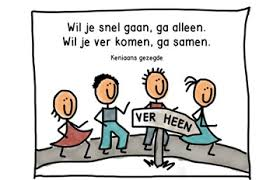 Wil je snel gaan, ga alleen.
Wil je ver komen, ga samen.
Keniaans gezegde
VER HEEN